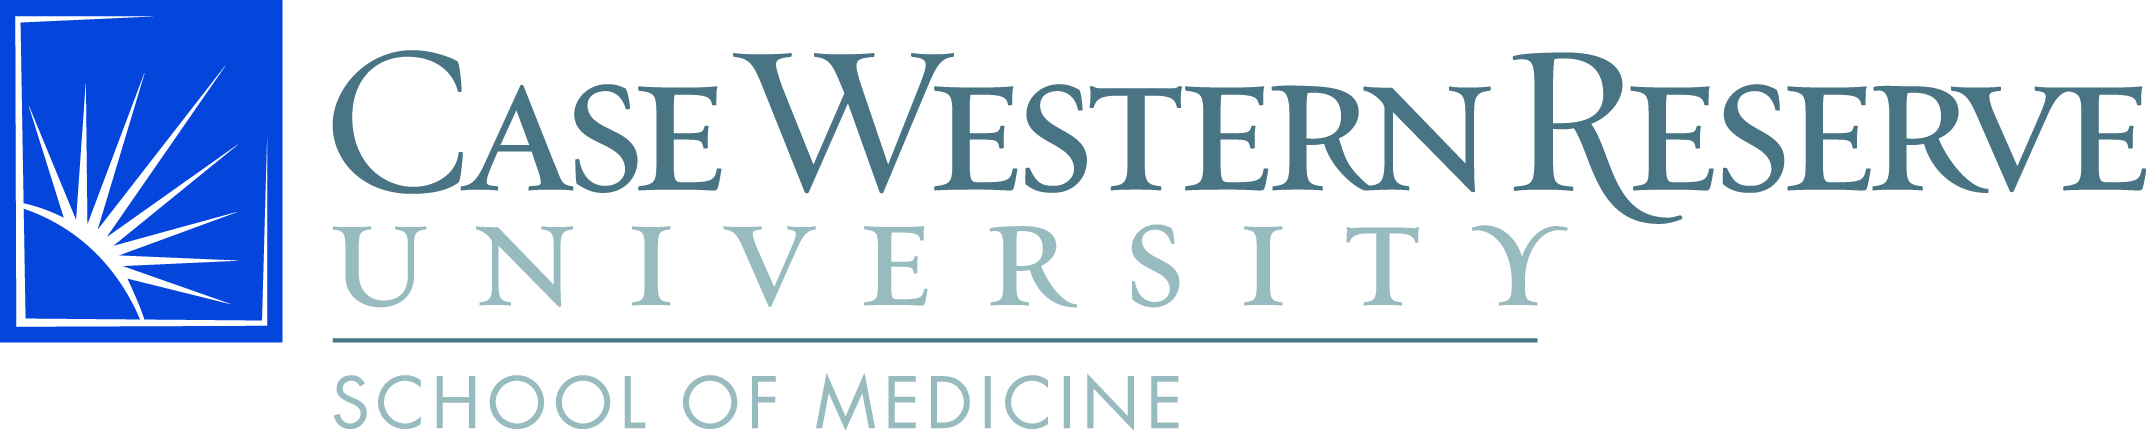 CASE WESTERN RESERVE
UNIVERSITY
SCHOOL OF MEDICINE